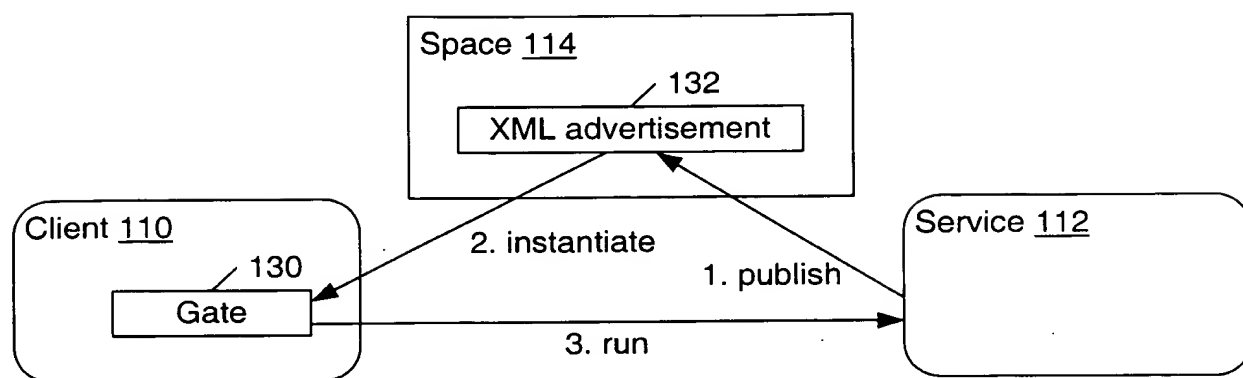 Space 114
132
XML advertisement
Client 110
2. instantiate
Service 112
130
1. publish
Gate
3. run